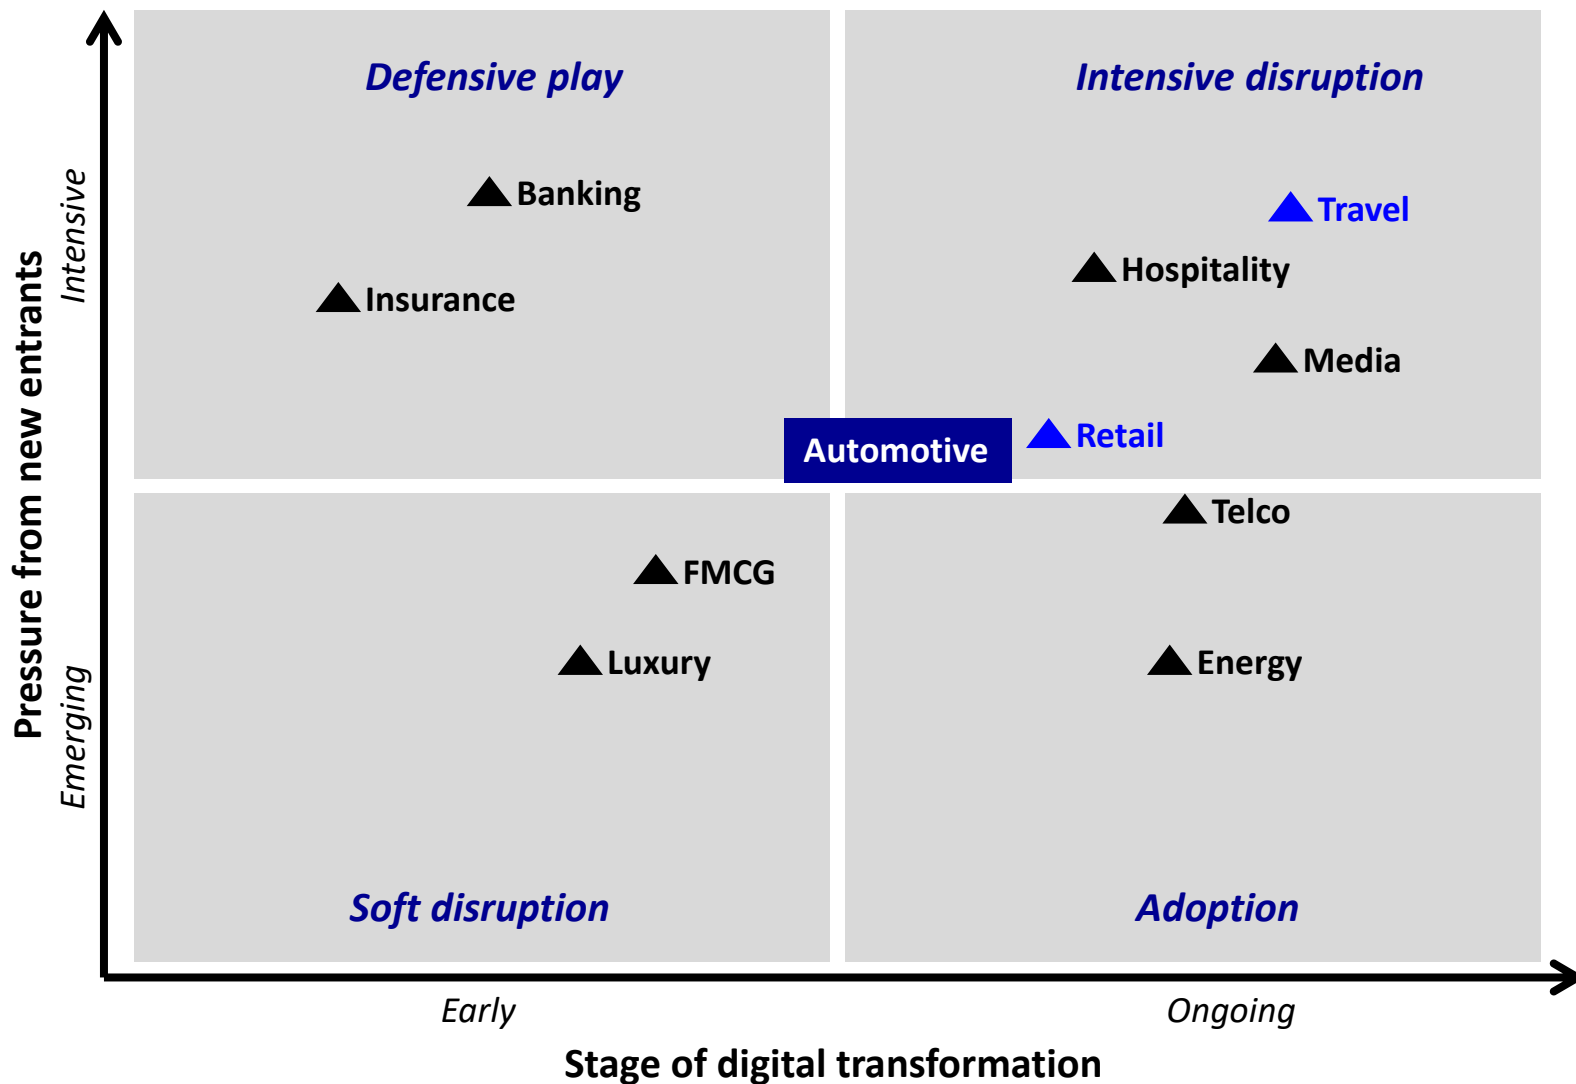 Defensive play
Intensive disruption
Banking
Travel
Hospitality
Insurance
Media
Retail
Automotive
Telco
FMCG
Luxury
Energy
Soft disruption
Adoption
Pressure from new entrants
Intensive
Emerging
Early
Ongoing
Stage of digital transformation